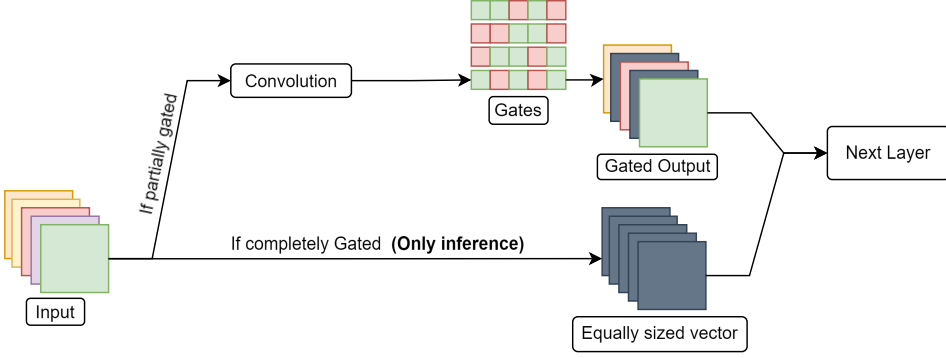 Convolution
Gates
If partially gated
Gated Output
Next Layer
If completely Gated (Only inference)
Input
Equally sized vector